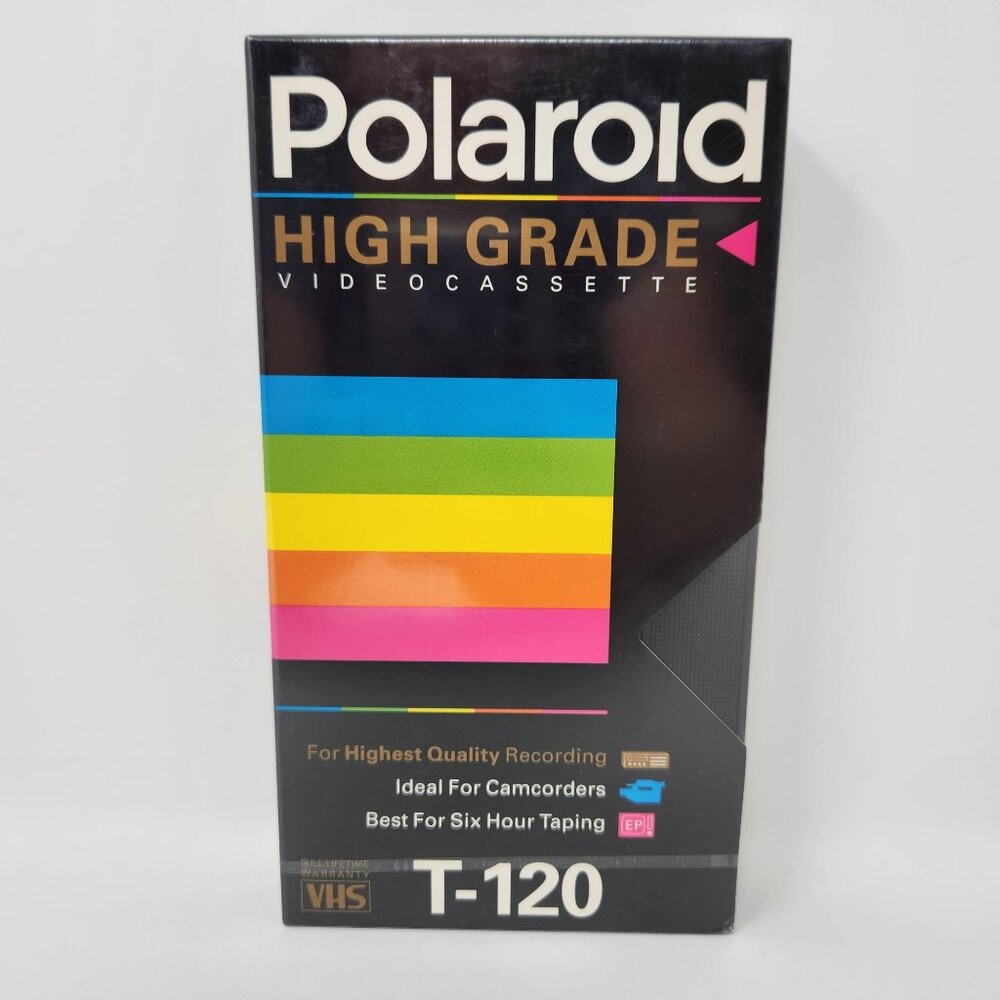 Polaroid
HIGH GRADE
VIDEOCASSETTE
For Highest Quality Recording
Ideal For Camcorders
Best For Six Hour Taping
EP!
FULL LIFETIME
WARRANTY
VHS
T-120